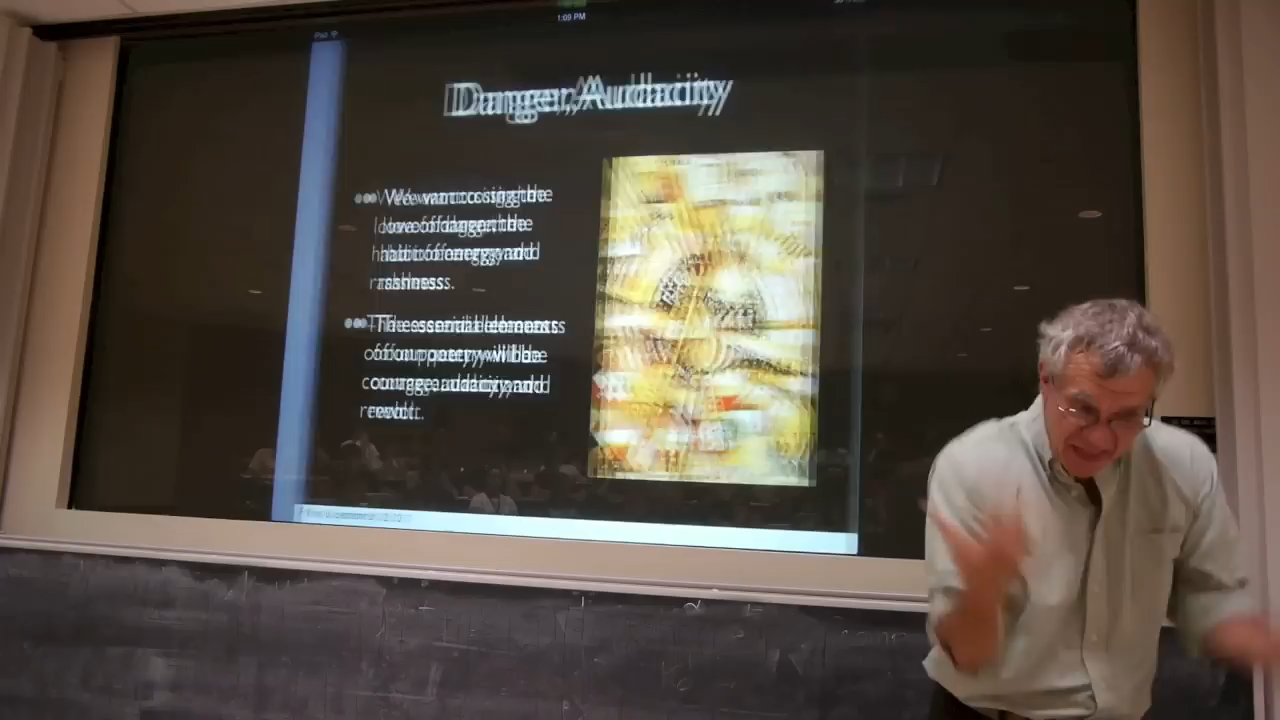 iPad
1:09 PM
Danger, Audacity
• We want to sing the
love of danger, the
habit of energy and
rashness.
• The essential elements
of our poetry will be
courage, audacity and
revolt.